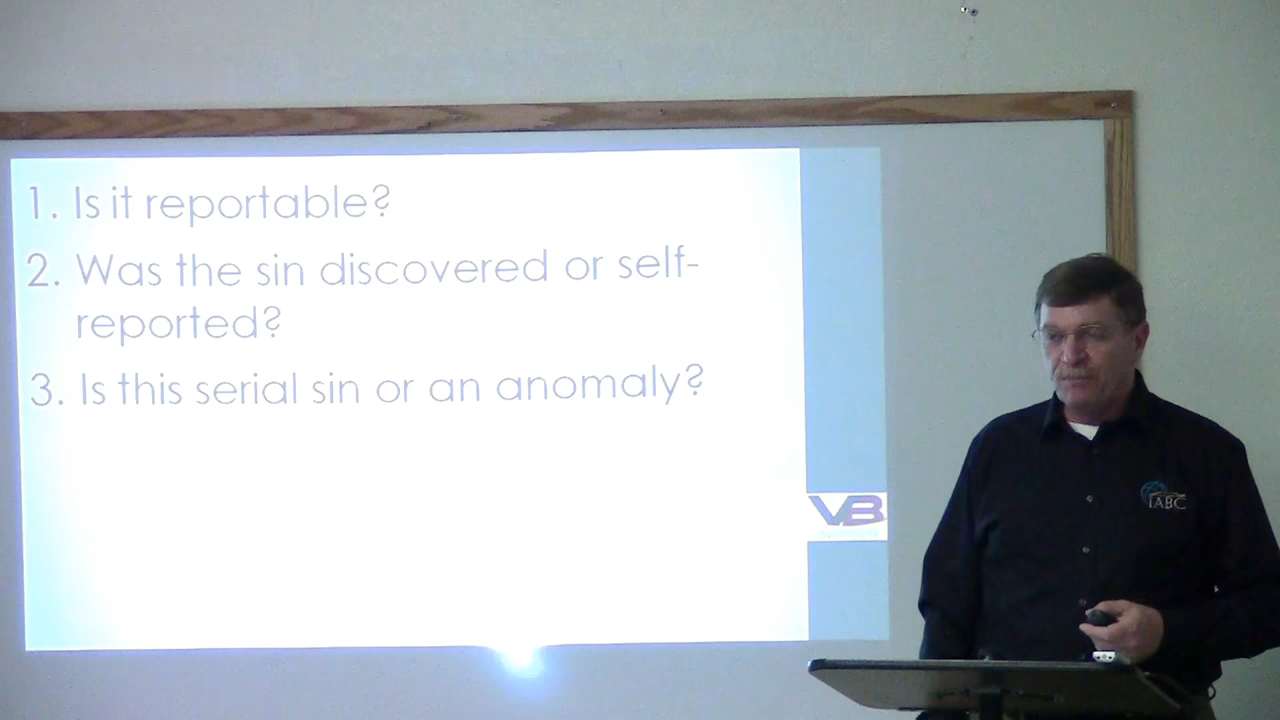 1. Is it reportable?
2. Was the sin discovered or self-
reported?
3. Is this serial sin or an anomaly?
VB
IABC